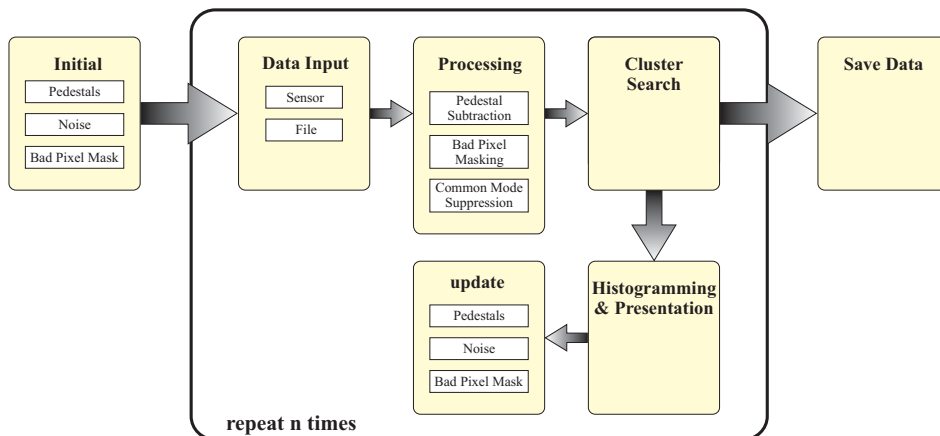 Initial
Pedestals
Noise
Bad Pixel Mask
Data Input
Sensor
File
Processing
Pedestal
Subtraction
Bad Pixel
Masking
Common Mode
Suppression
Cluster
Search
Save Data
update
Pedestals
Noise
Bad Pixel Mask
Histogramming
& Presentation
repeat n times